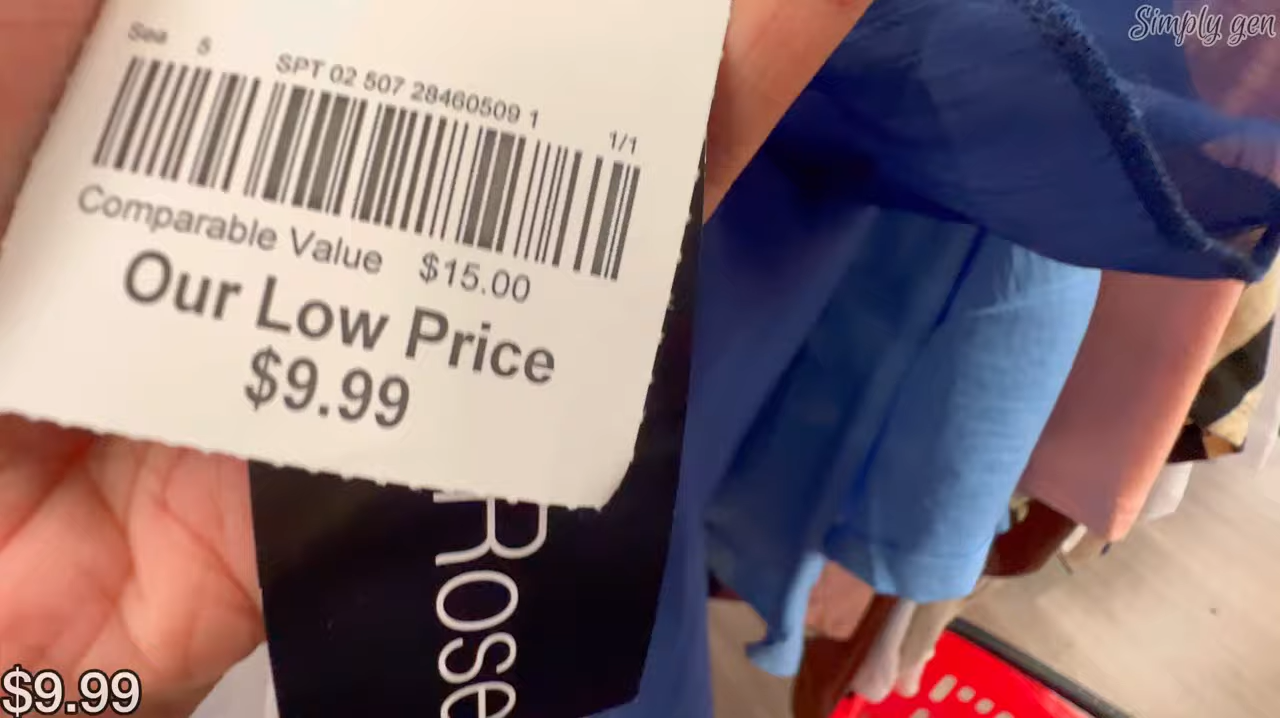 Simply gen
Sea 5
SPT 02 507 28460509 1
1/1
Comparable Value $15.00
Our Low Price
$9.99
Rose
$9.99